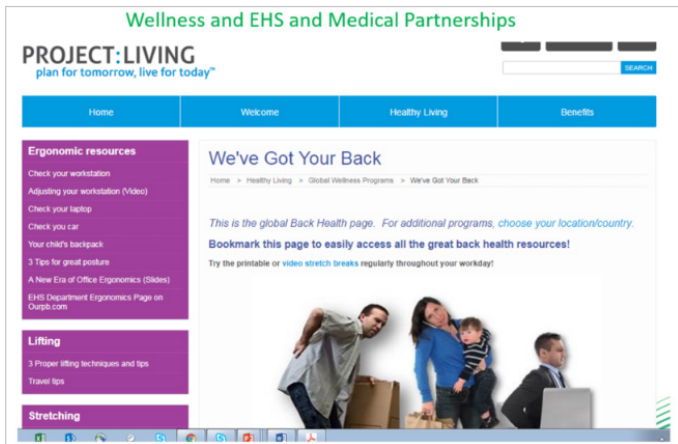 Wellness and EHS and Medical Partnerships
PROJECT:LIVING
plan for tomorrow, live for today™
SEARCH
Home
Welcome
Healthy Living
Benefits
Ergonomic resources
Check your workstation
Adjusting your workstation (Video)
Check your laptop
Check you car
Your child's backpack
3 Tips for great posture
A New Era of Office Ergonomics (Slides)
EHS Department Ergonomics Page on
Ourpb.com
Lifting
3 Proper lifting techniques and tips
Travel tips
Stretching
We've Got Your Back
Home > Healthy Living > Global Wellness Programs > We've Got Your Back
This is the global Back Health page. For additional programs, choose your location/country.
Bookmark this page to easily access all the great back health resources!
Try the printable or video stretch breaks regularly throughout your workday!